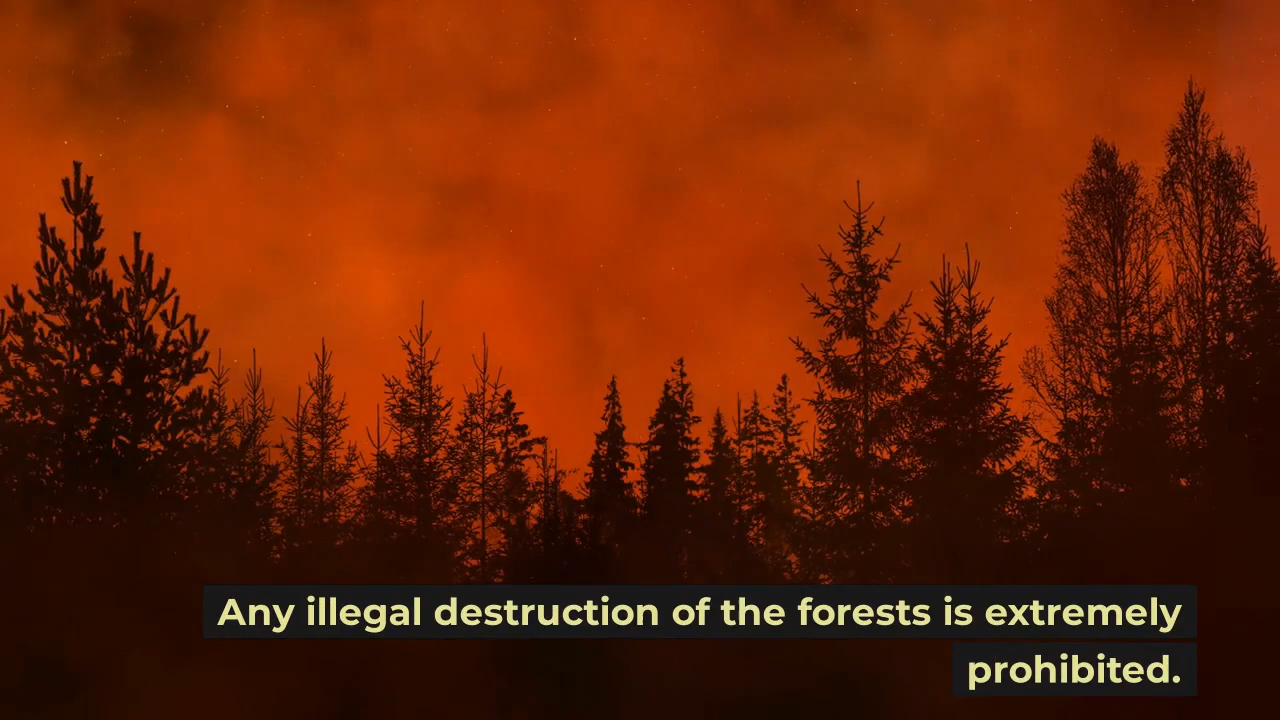 Any illegal destruction of the forests is extremely
prohibited.